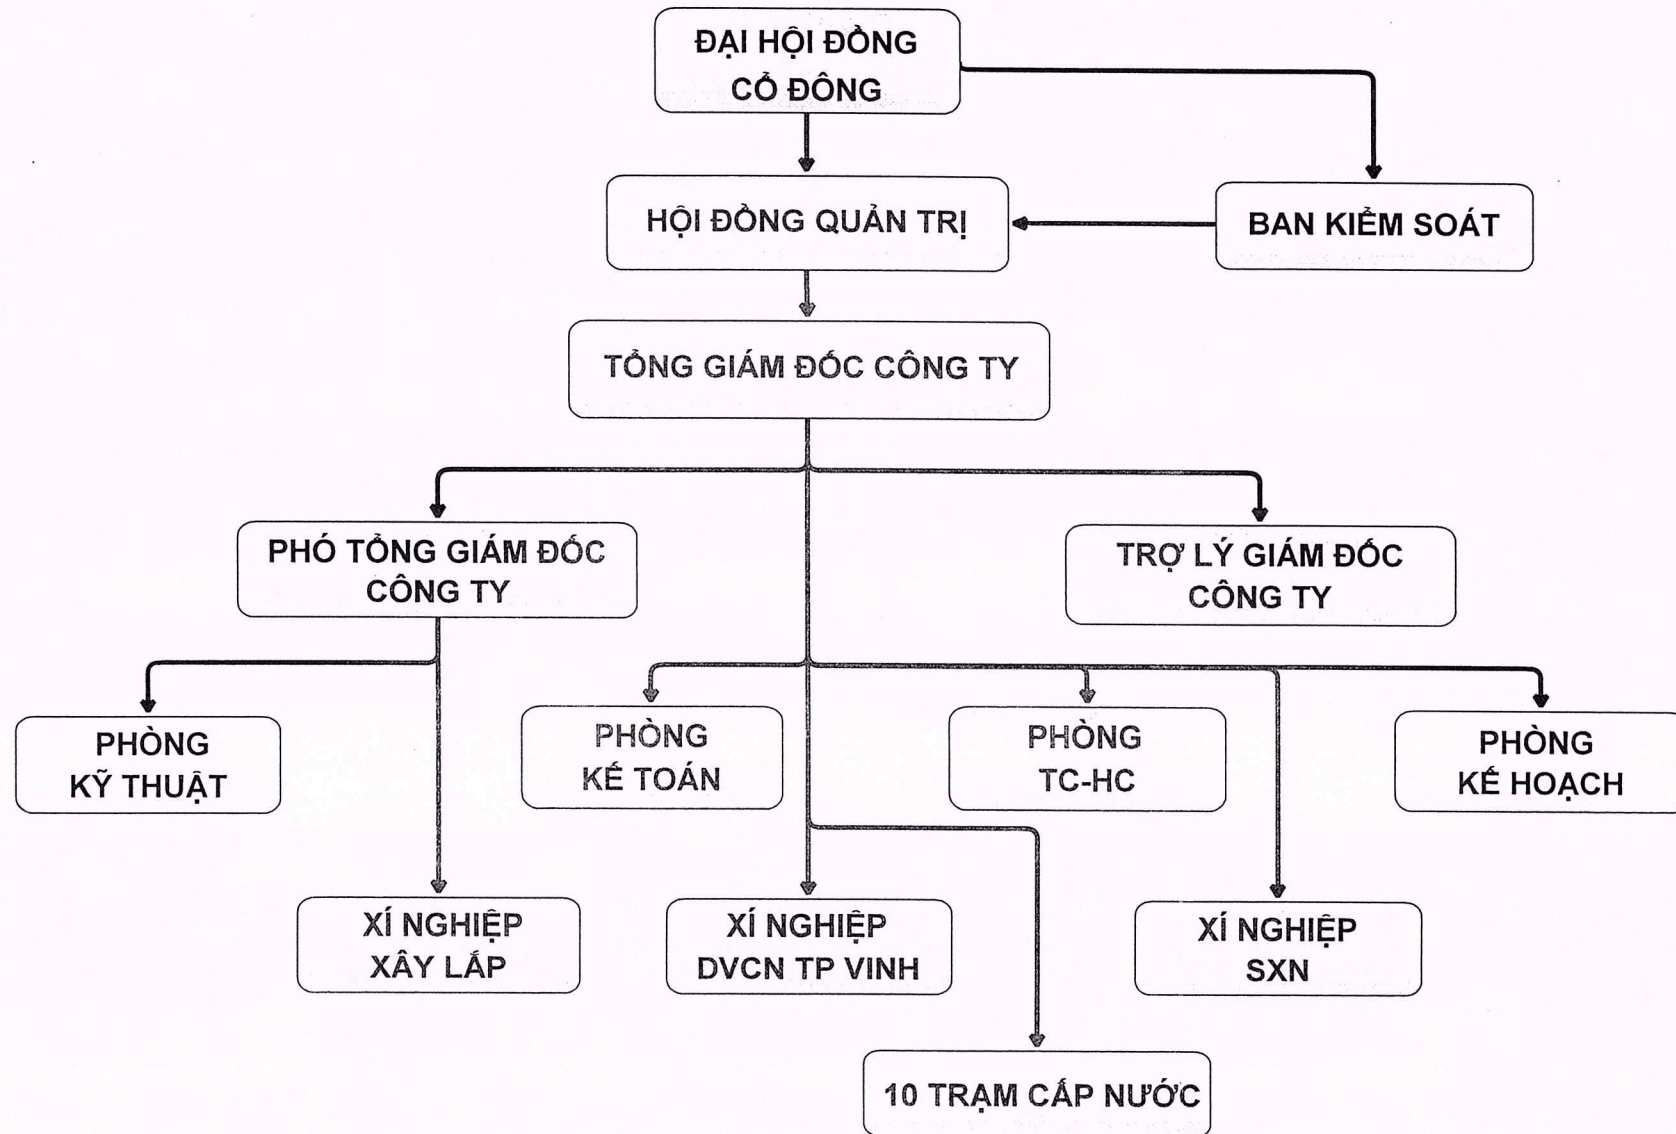 ĐẠI HỘI ĐỒNG
CỔ ĐÔNG
HỘI ĐỒNG QUẢN TRỊ
BAN KIỂM SOÁT
TỔNG GIÁM ĐỐC CÔNG TY
PHÓ TỔNG GIÁM ĐỐC
CÔNG TY
TRỢ LÝ GIÁM ĐỐC
CÔNG TY
PHÒNG
KỸ THUẬT
PHÒNG
KẾ TOÁN
PHÒNG
TC-HC
PHÒNG
KẾ HOẠCH
XÍ NGHIỆP
XÂY LẮP
XÍ NGHIỆP
DVCN TP VINH
XÍ NGHIỆP
SXN
10 TRẠM CẤP NƯỚC